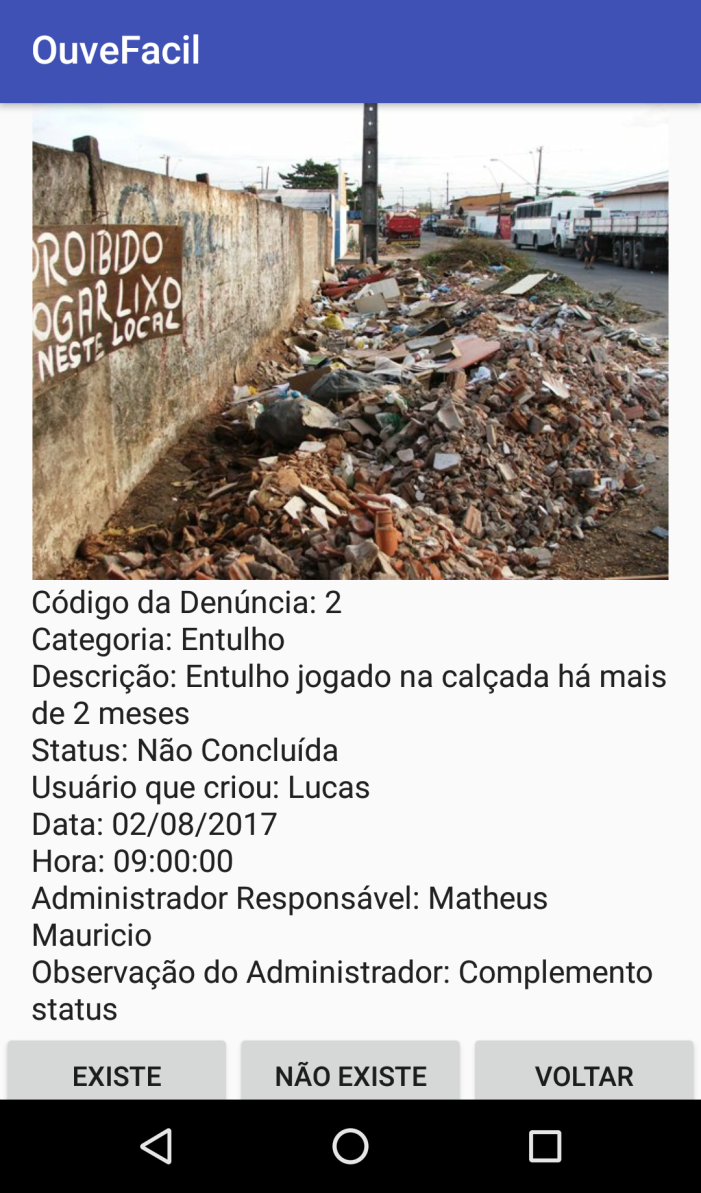 OuveFacil
ROIBIDO
OGAR LIXO
NESTE LOCAL
Código da Denúncia: 2
Categoria: Entulho
Descrição: Entulho jogado na calçada há mais
de 2 meses
Status: Não Concluída
Usuário que criou: Lucas
Data: 02/08/2017
Hora: 09:00:00
Administrador Responsável: Matheus
Mauricio
Observação do Administrador: Complemento
status
EXISTE
NÃO EXISTE
VOLTAR